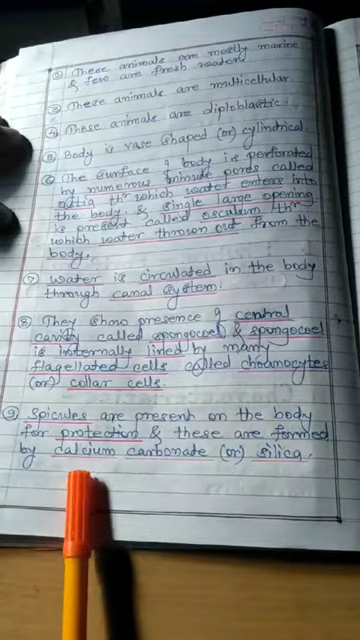 ② These animals are mostly marine
& few are fresh water.
③ These animals are multicellular
④ These animals are diploblastic.
⑤ Body is vase shaped (or) cylindrical
⑥ The surface of body is perforated
by numerous minute pores called
ostia thr which water enters into
the body & single large opening
is present called osculum thr
which water thrown out from the
body.
⑦ Water is circulated in the body
through canal system.
⑧ They show presence of central
cavity called spongocoel & spongocoel
is internally lined by many
flagellated cells called choanocytes
(or) collar cells.
⑨ Spicules are present on the body
for protection & these are formed
by calcium carbonate (or) silica.